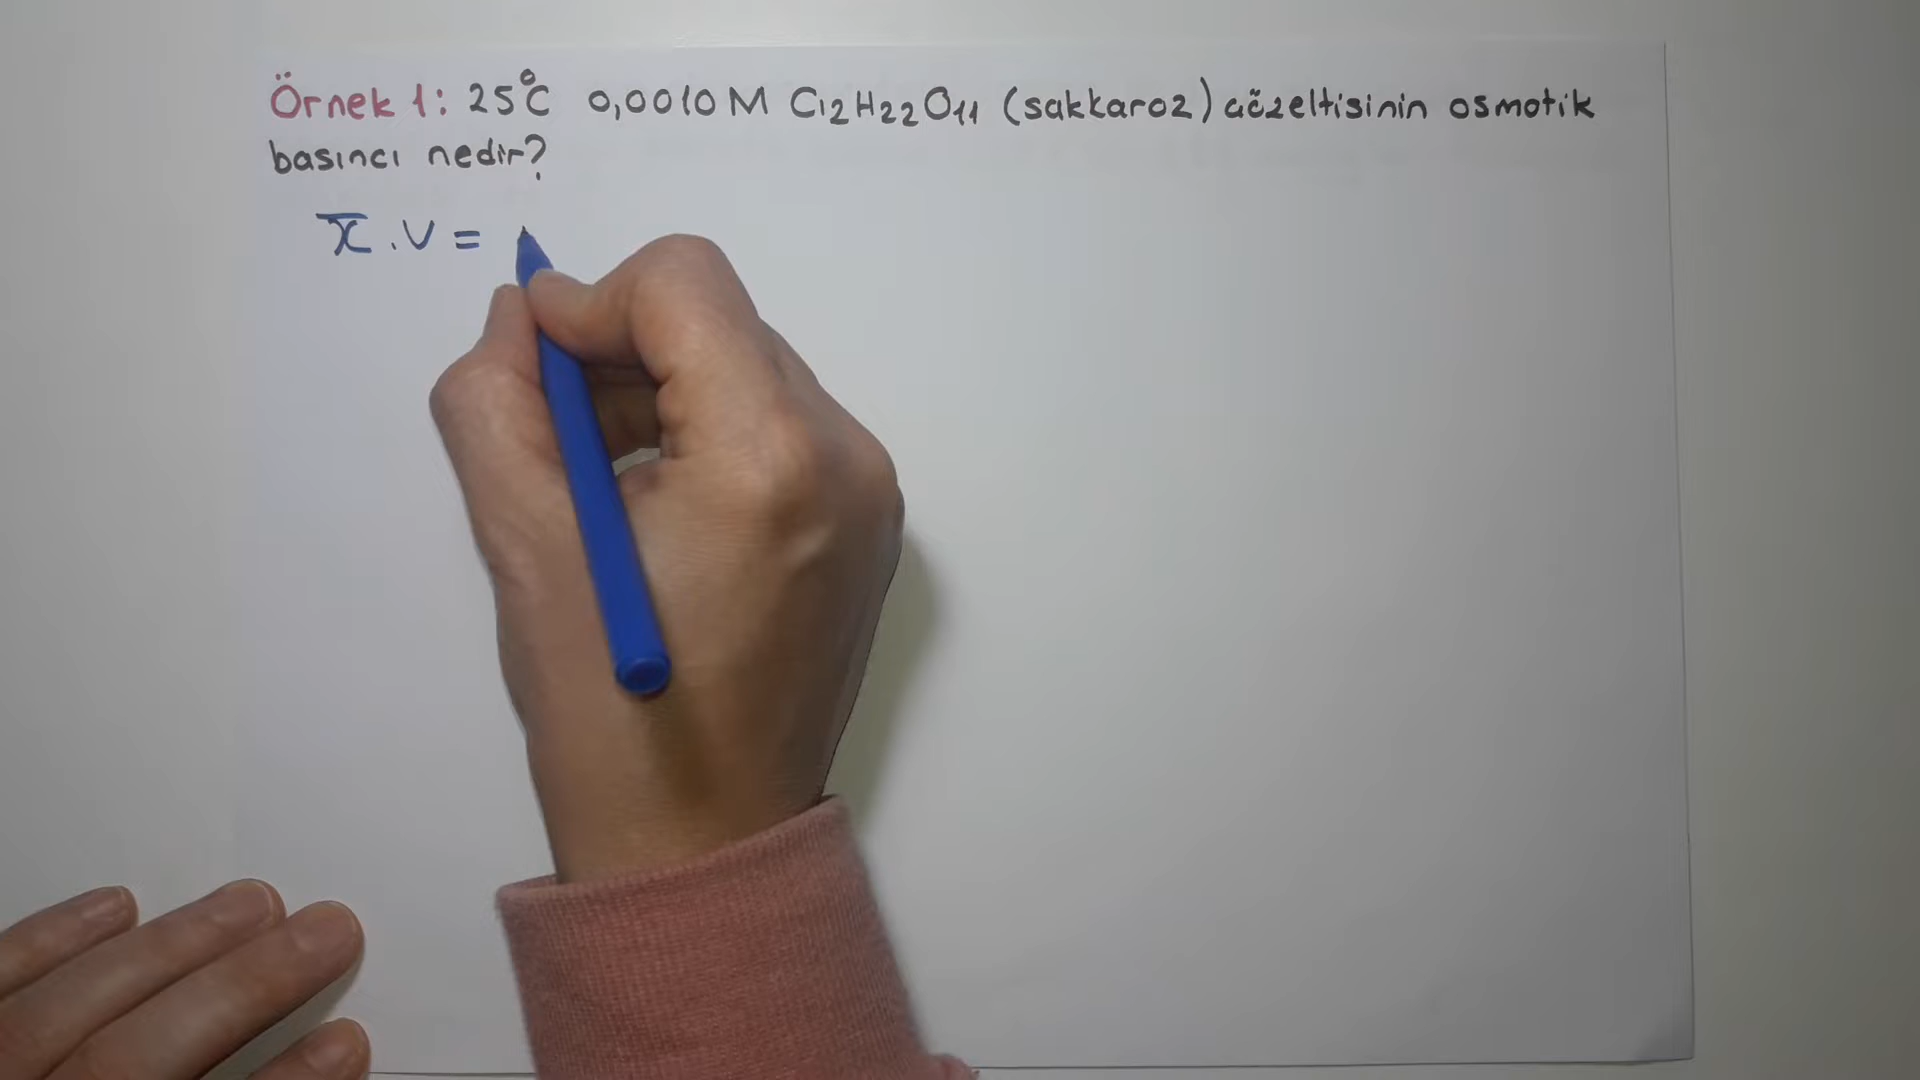 Örnek 1: 25°C 0,0010 M C12H22O11 (sakkaroz) çözeltisinin osmotik
basıncı nedir?
π . V =